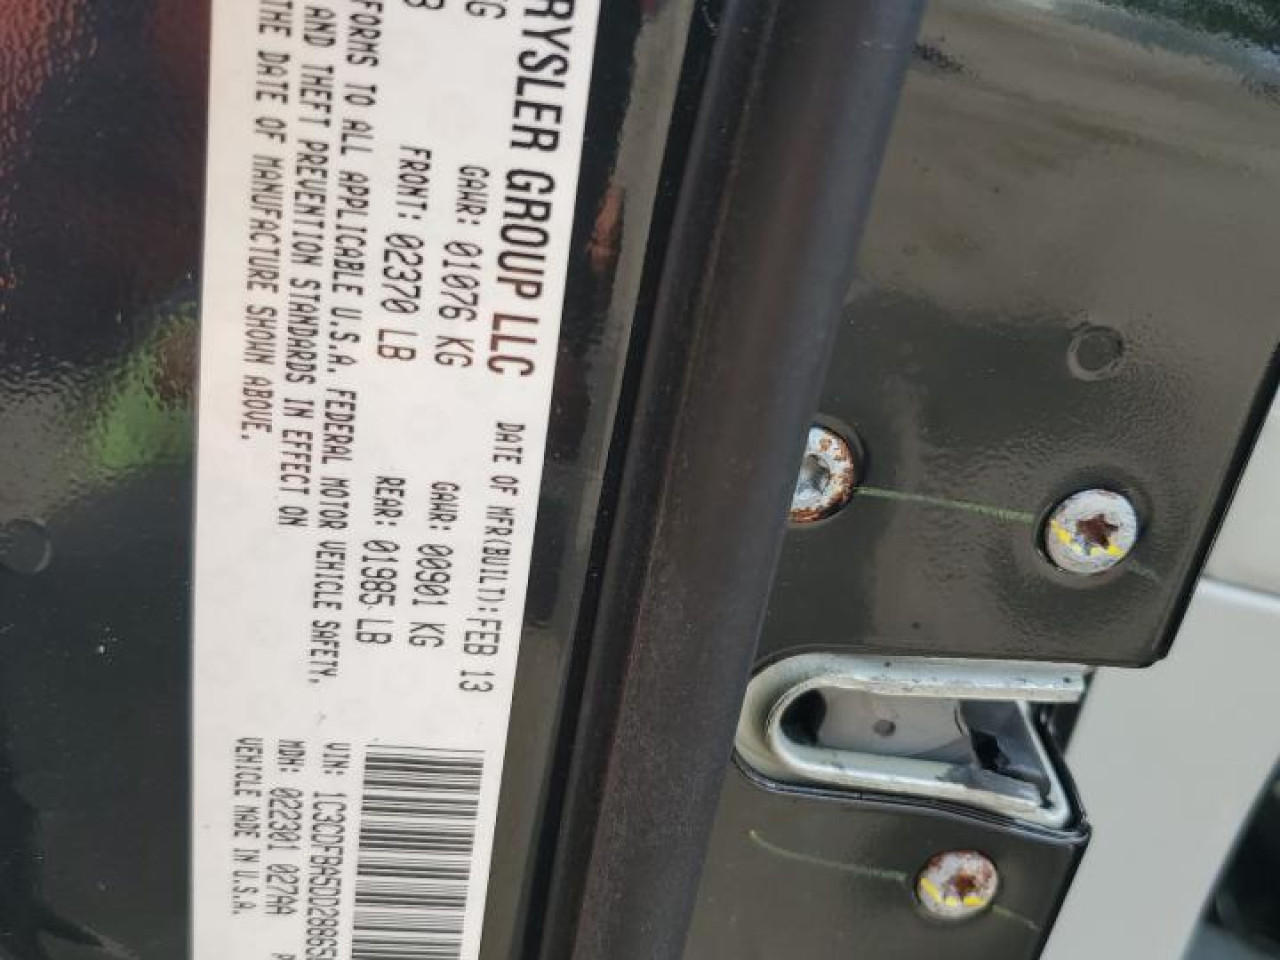 RYSLER GROUP LLC
DATE OF MFR(BUILT): FEB 13
KG
GAWR: 01076 KG
GAWR: 00901 KG
B
FRONT: 02370 LB
REAR: 01985 LB
FORMS TO ALL APPLICABLE U.S.A. FEDERAL MOTOR VEHICLE SAFETY,
AND THEFT PREVENTION STANDARDS IN EFFECT ON
THE DATE OF MANUFACTURE SHOWN ABOVE.
VIN: 1C3CDFBA5DD28865
MDH: 022301 027AA
VEHICLE MADE IN U.S.A.